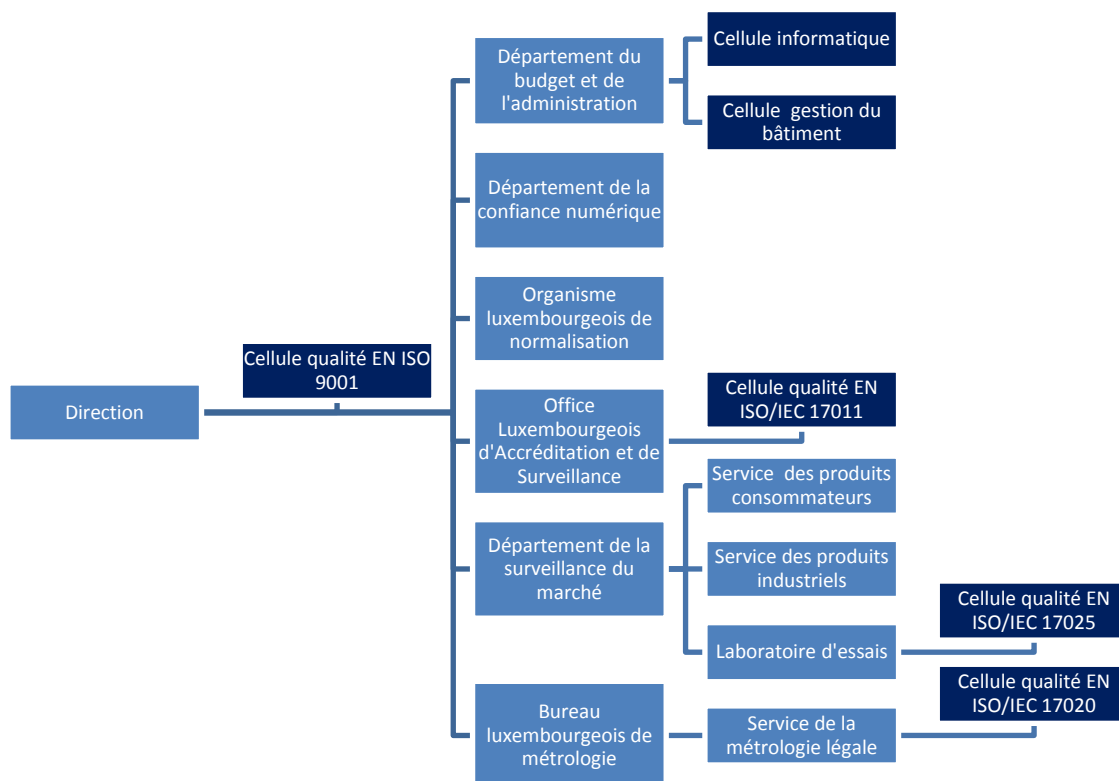 Direction
Cellule qualité EN ISO
9001
Département du
budget et de
l'administration
Cellule informatique
Cellule gestion du
bâtiment
Département de la
confiance numérique
Organisme
luxembourgeois de
normalisation
Office
Luxembourgeois
d'Accréditation et de
Surveillance
Cellule qualité EN
ISO/IEC 17011
Département de la
surveillance du
marché
Service des produits
consommateurs
Service des produits
industriels
Laboratoire d'essais
Cellule qualité EN
ISO/IEC 17025
Bureau
luxembourgeois de
métrologie
Service de la
métrologie légale
Cellule qualité EN
ISO/IEC 17020